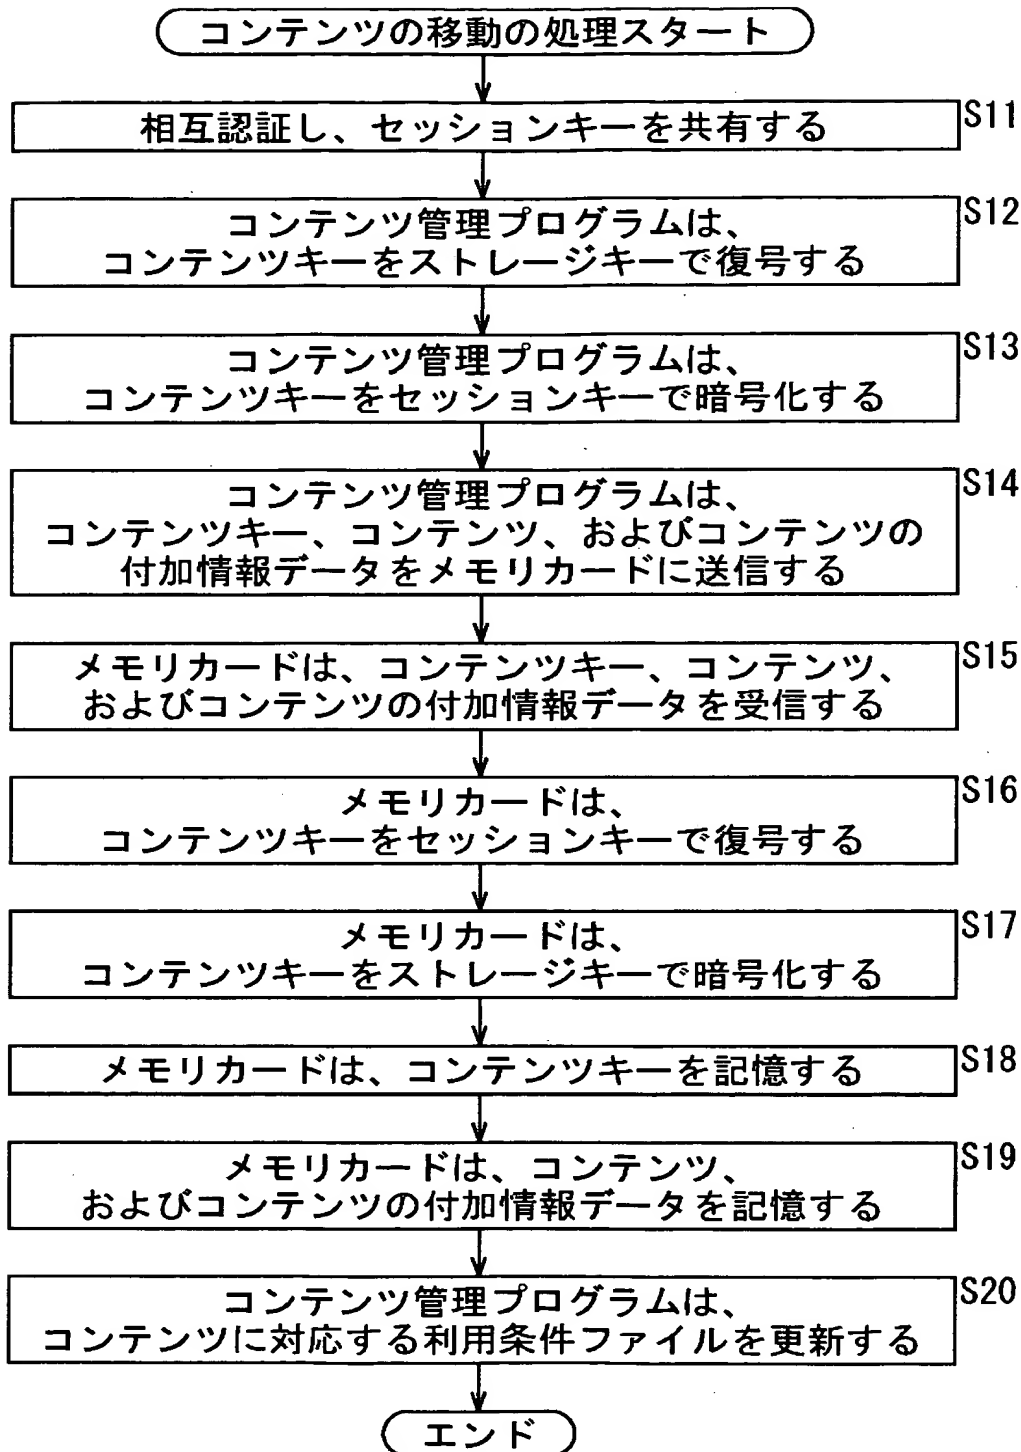 コンテンツの移動の処理スタート
相互認証し、セッションキーを共有する
S11
コンテンツ管理プログラムは、
コンテンツキーをストレージキーで復号する
S12
コンテンツ管理プログラムは、
コンテンツキーをセッションキーで暗号化する
S13
コンテンツ管理プログラムは、
コンテンツキー、コンテンツ、およびコンテンツの
付加情報データをメモリカードに送信する
S14
メモリカードは、コンテンツキー、コンテンツ、
およびコンテンツの付加情報データを受信する
S15
メモリカードは、
コンテンツキーをセッションキーで復号する
S16
メモリカードは、
コンテンツキーをストレージキーで暗号化する
S17
メモリカードは、コンテンツキーを記憶する
S18
メモリカードは、コンテンツ、
およびコンテンツの付加情報データを記憶する
S19
コンテンツ管理プログラムは、
コンテンツに対応する利用条件ファイルを更新する
S20
エンド